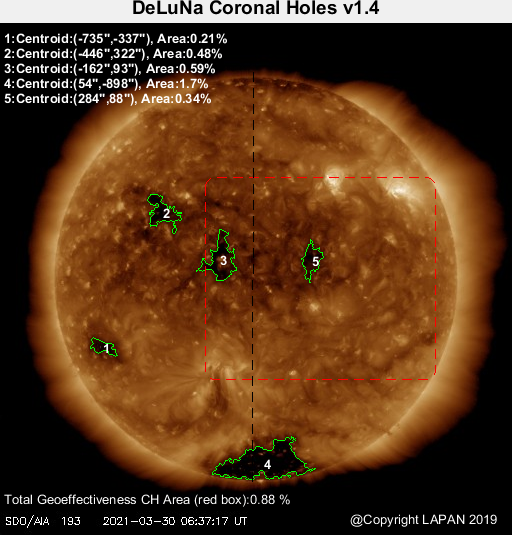 DeLuNa Coronal Holes v1.4
1:Centroid:(-735",-337"), Area:0.21%
2:Centroid:(-446",322"), Area:0.48%
3:Centroid:(-162",93"), Area:0.59%
4:Centroid:(54",-898"), Area:1.7%
5:Centroid:(284",88"), Area:0.34%
2
3
5
1
4
Total Geoeffectiveness CH Area (red box):0.88 %
SDO/AIA 193 2021-03-30 06:37:17 UT
@Copyright LAPAN 2019